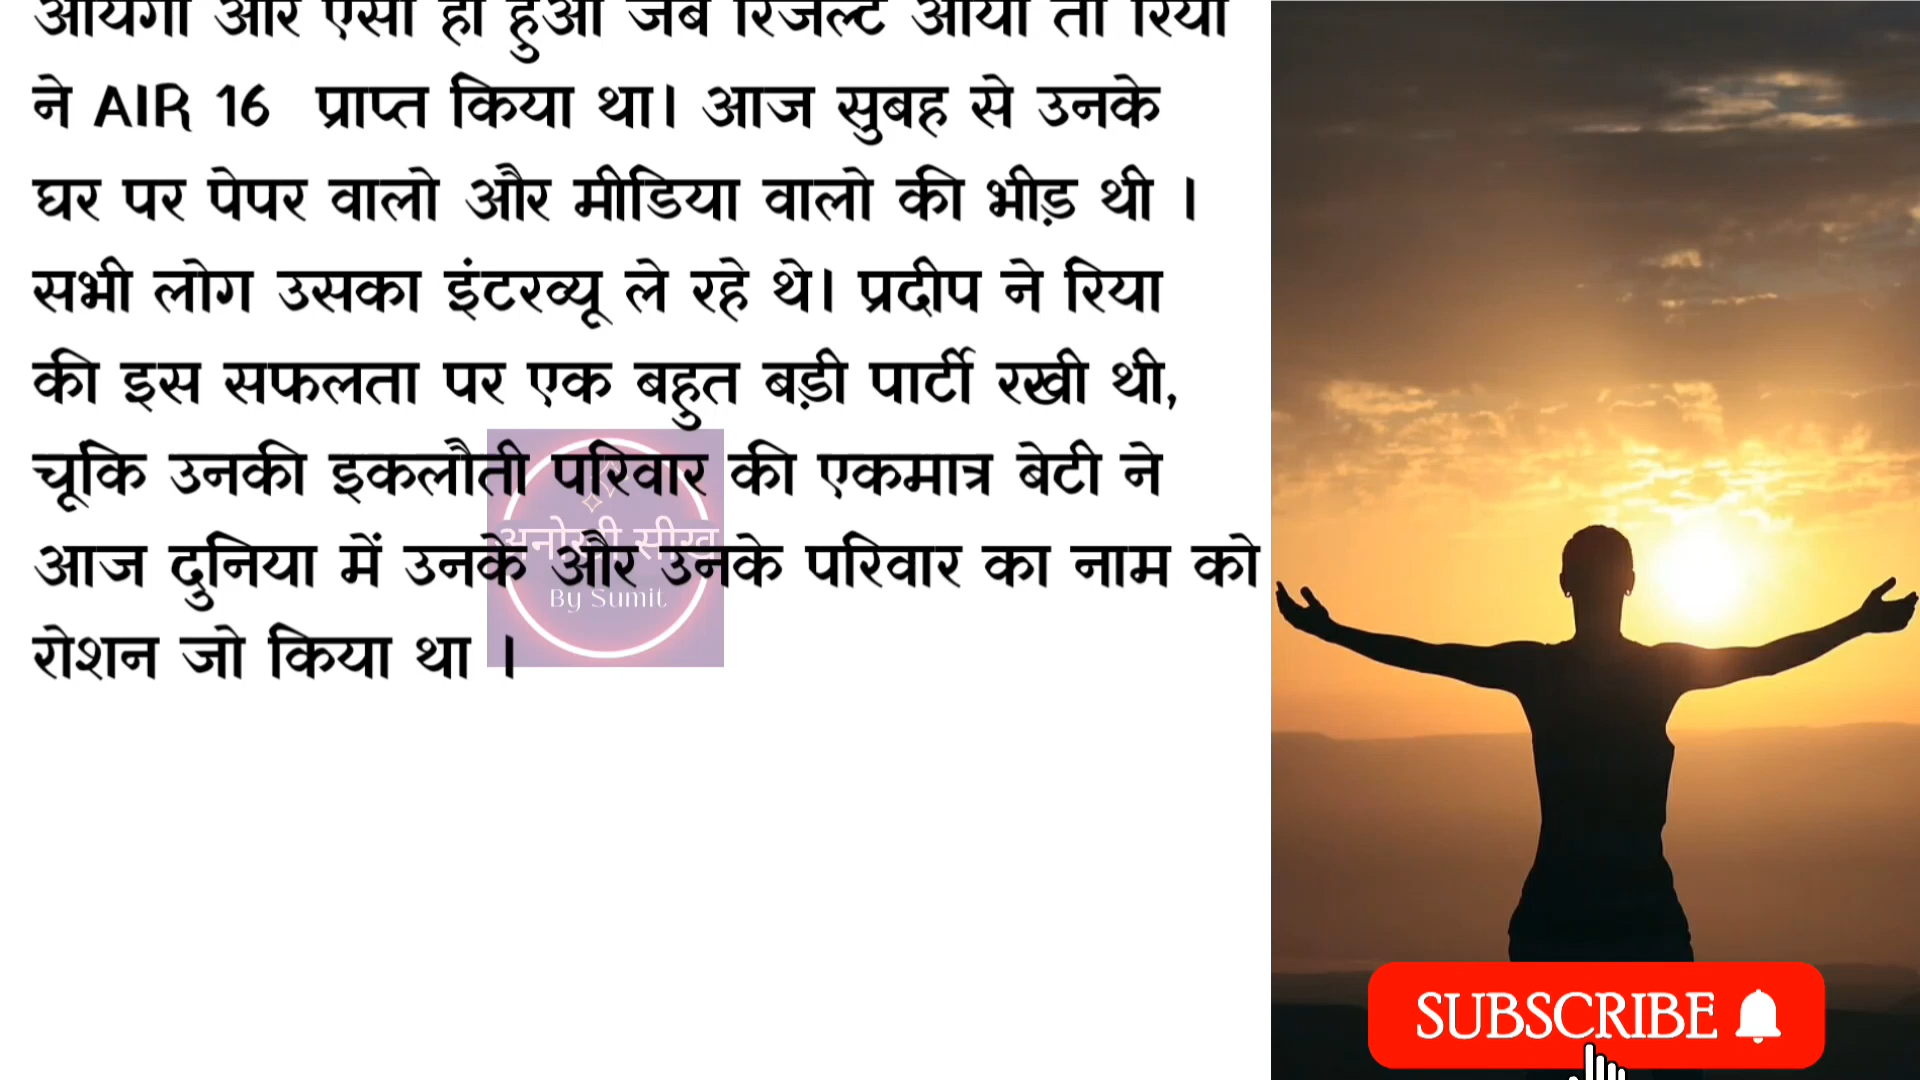 आयेगा और ऐसा ही हुआ जब रिजल्ट आया तो रिया
ने AIR 16 प्राप्त किया था। आज सुबह से उनके
घर पर पेपर वालो और मीडिया वालो की भीड़ थी ।
सभी लोग उसका इंटरव्यू ले रहे थे। प्रदीप ने रिया
की इस सफलता पर एक बहुत बड़ी पार्टी रखी थी,
चूकि उनकी इकलौती परिवार की एकमात्र बेटी ने
आज दुनिया में उनके और उनके परिवार का नाम को
रोशन जो किया था ।
अनोखी सीख
By Sumit
SUBSCRIBE